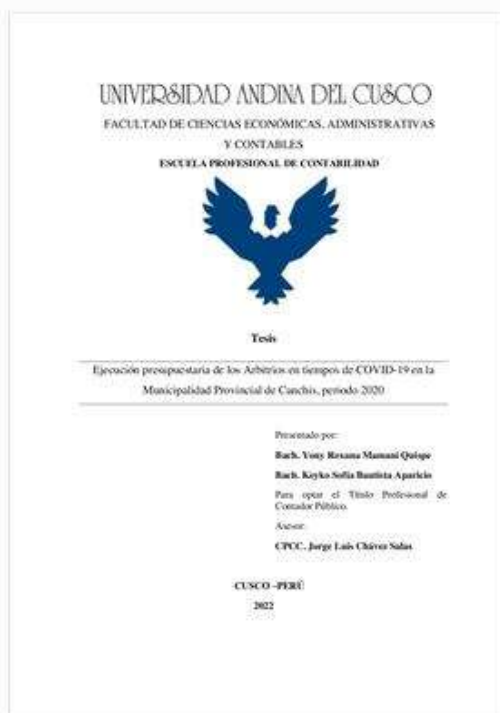 UNIVERSIDAD ANDINA DEL CUSCO
FACULTAD DE CIENCIAS ECONÓMICAS, ADMINISTRATIVAS
Y CONTABLES
ESCUELA PROFESIONAL DE CONTABILIDAD
Tesis
Ejecución presupuestaria de los Arbitrios en tiempos de COVID-19 en la
Municipalidad Provincial de Canchis, periodo 2020
Presentado por:
Bach. Yony Roxana Mamani Quispe
Bach. Keyko Sofia Bautista Aparicio
Para optar el Título Profesional de
Contador Público.
Asesor:
CPCC. Jorge Luis Chávez Salas
CUSCO –PERÚ
2022